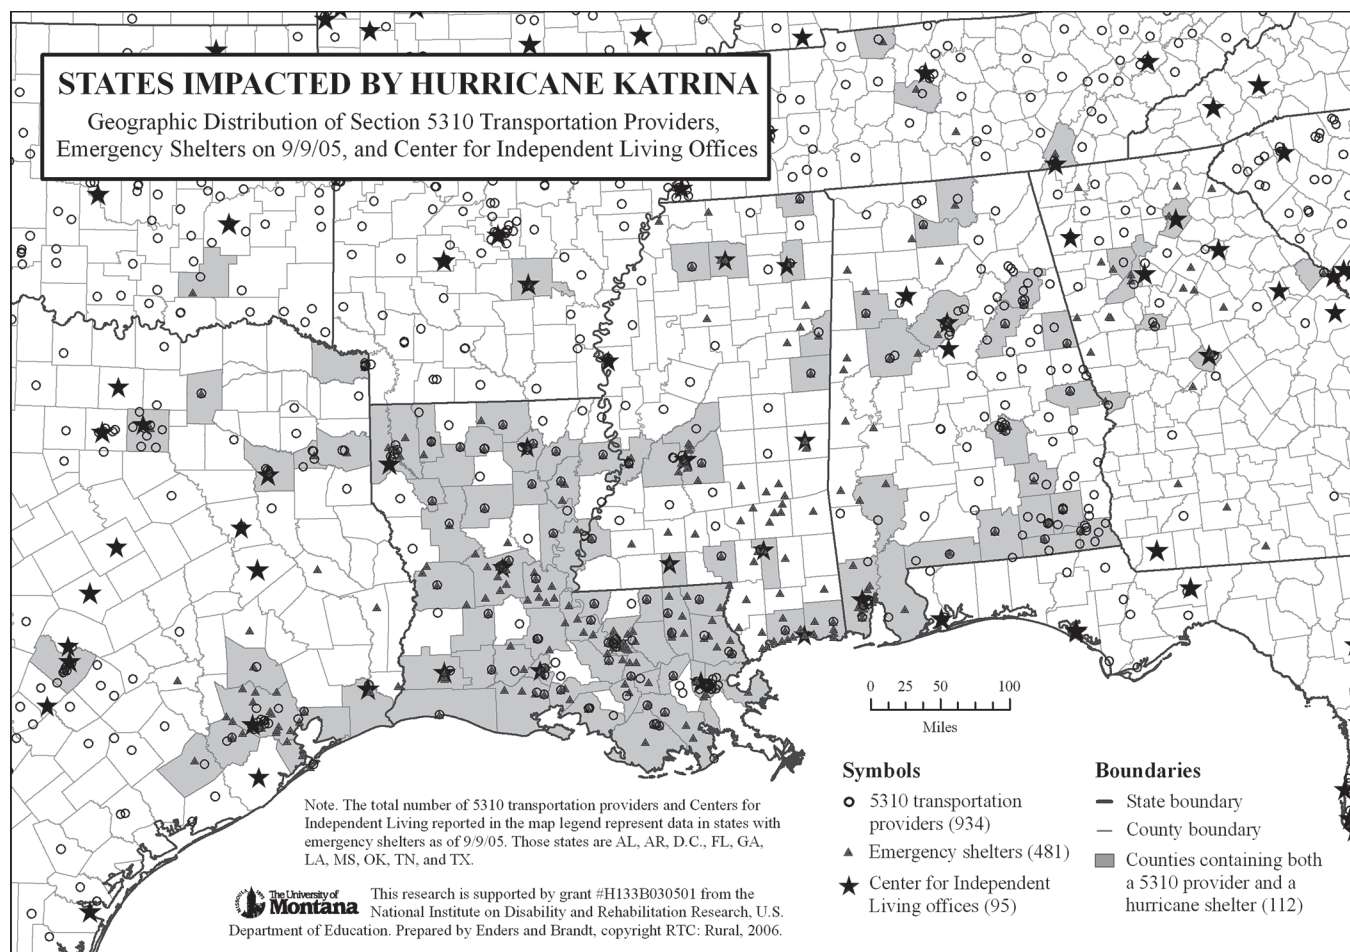 STATES IMPACTED BY HURRICANE KATRINA
Geographic Distribution of Section 5310 Transportation Providers,
Emergency Shelters on 9/9/05, and Center for Independent Living Offices
0 25 50 100
Miles
Symbols
5310 transportation
providers (934)
Emergency shelters (481)
Center for Independent
Living offices (95)
Boundaries
State boundary
County boundary
Counties containing both
a 5310 provider and a
hurricane shelter (112)
Note. The total number of 5310 transportation providers and Centers for
Independent Living reported in the map legend represent data in states with
emergency shelters as of 9/9/05. Those states are AL, AR, D.C., FL, GA,
LA, MS, OK, TN, and TX.
The University of
Montana
This research is supported by grant #H133B030501 from the
National Institute on Disability and Rehabilitation Research, U.S.
Department of Education. Prepared by Enders and Brandt, copyright RTC: Rural, 2006.